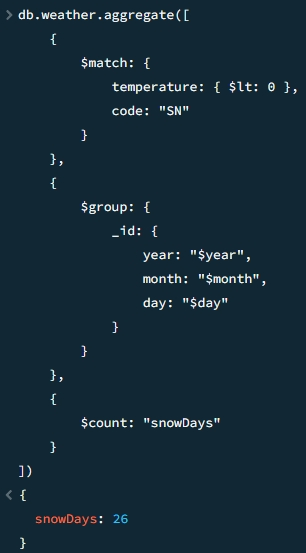 > db.weather.aggregate([
    {
        $match: {
            temperature: { $lt: 0 },
            code: "SN"
        }
    },
    {
        $group: {
            _id: {
                year: "$year",
                month: "$month",
                day: "$day"
            }
        }
    },
    {
        $count: "snowDays"
    }
])
< {
  snowDays: 26
}